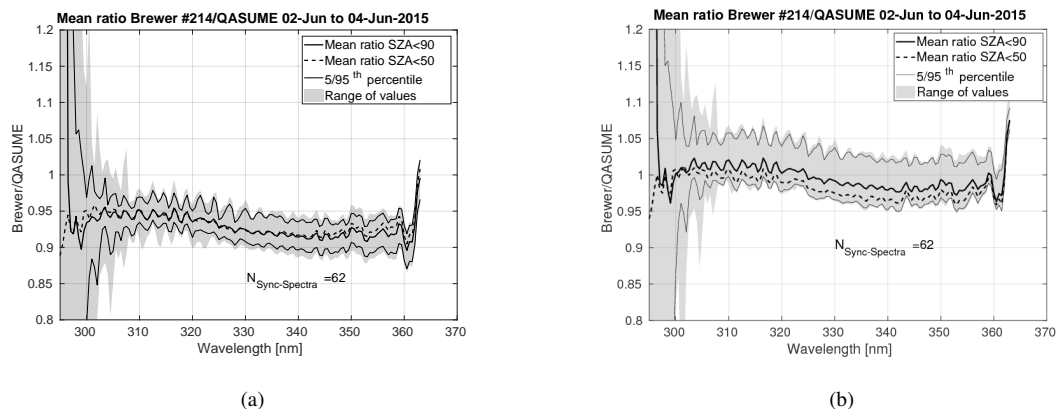 Mean ratio Brewer #214/QASUME 02-Jun to 04-Jun-2015
1.2
1.15
1.1
1.05
1
0.95
0.9
0.85
0.8
Brewer/QASUME
Mean ratio SZA<90
Mean ratio SZA<50
5/95 th percentile
Range of values
N Sync-Spectra =62
300 310 320 330 340 350 360 370
Wavelength [nm]
(a)
Mean ratio Brewer #214/QASUME 02-Jun to 04-Jun-2015
1.2
1.15
1.1
1.05
1
0.95
0.9
0.85
0.8
Brewer/QASUME
Mean ratio SZA<90
Mean ratio SZA<50
5/95 th percentile
Range of values
N Sync-Spectra =62
300 310 320 330 340 350 360 370
Wavelength [nm]
(b)